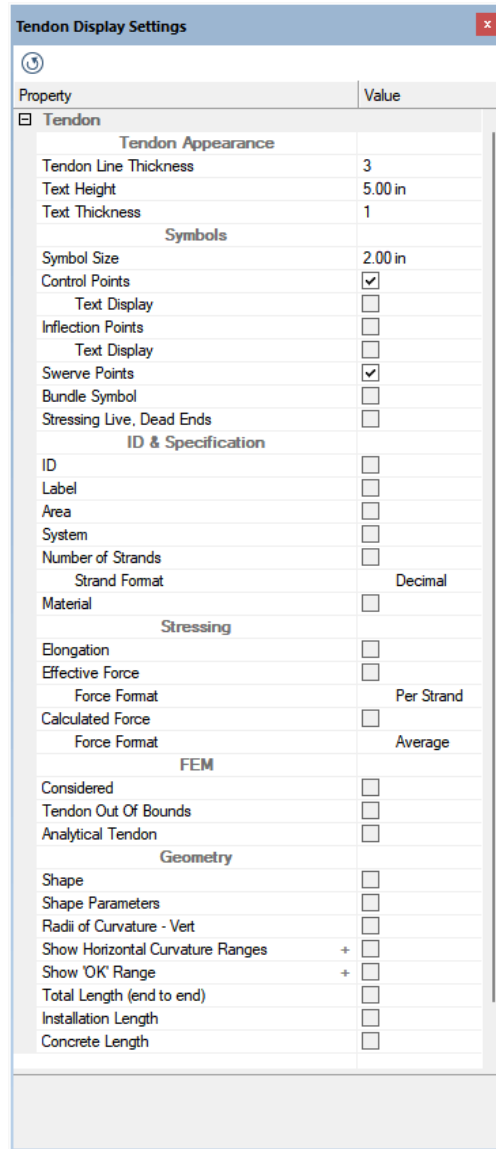 Tendon Display Settings
x
Property Value
Tendon
Tendon Appearance
Tendon Line Thickness 3
Text Height 5.00 in
Text Thickness 1
Symbols
Symbol Size 2.00 in
Control Points
Text Display
Inflection Points
Text Display
Swerve Points
Bundle Symbol
Stressing Live, Dead Ends
ID & Specification
ID
Label
Area
System
Number of Strands
Strand Format Decimal
Material
Stressing
Elongation
Effective Force
Force Format Per Strand
Calculated Force
Force Format Average
FEM
Considered
Tendon Out Of Bounds
Analytical Tendon
Geometry
Shape
Shape Parameters
Radii of Curvature - Vert
Show Horizontal Curvature Ranges +
Show 'OK' Range +
Total Length (end to end)
Installation Length
Concrete Length